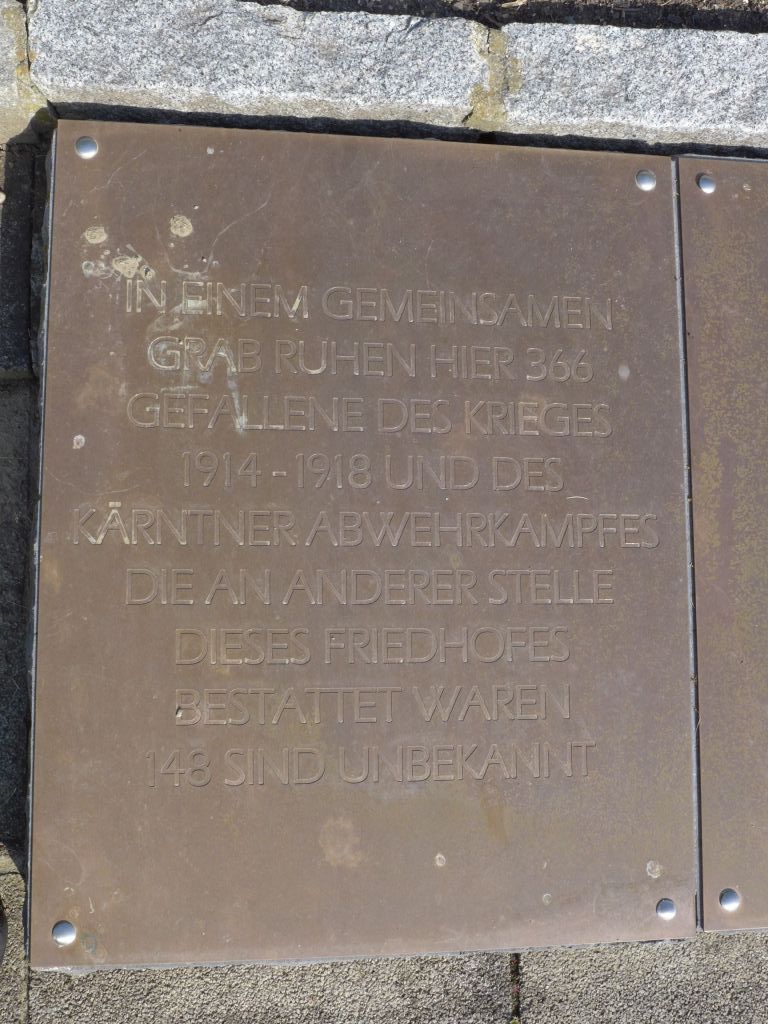 IN EINEM GEMEINSAMEN
GRAB RUHEN HIER 366
GEFALLENE DES KRIEGES
1914 - 1918 UND DES
KÄRNTNER ABWEHRKAMPFES
DIE AN ANDERER STELLE
DIESES FRIEDHOFES
BESTATTET WAREN
148 SIND UNBEKANNT